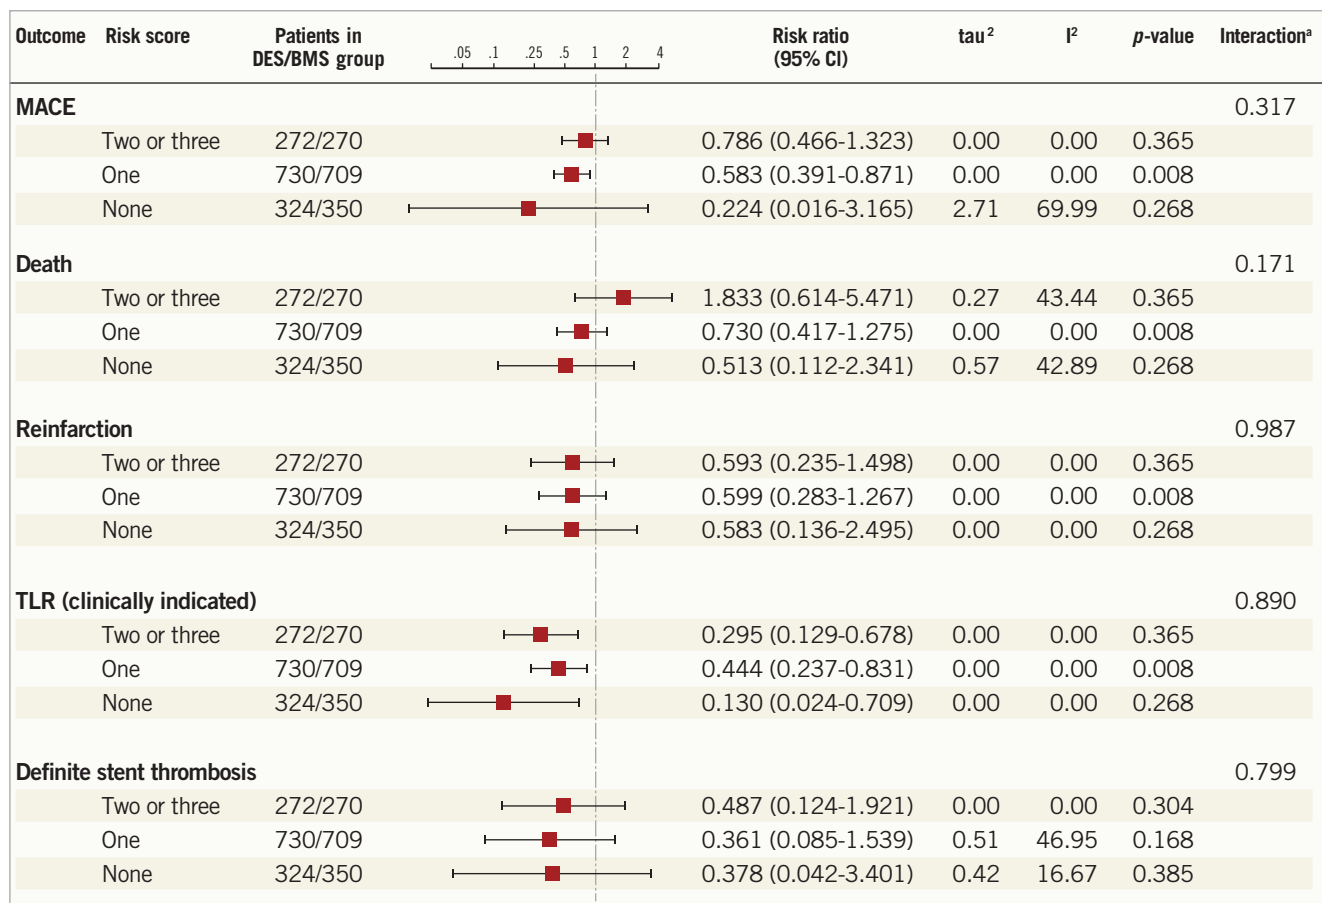 Outcome Risk score Patients in DES/BMS group .05 .1 .25 .5 1 2 4 Risk ratio (95% CI) tau² I² p-value Interactionᵃ
MACE 0.317
Two or three 272/270 0.786 (0.466-1.323) 0.00 0.00 0.365
One 730/709 0.583 (0.391-0.871) 0.00 0.00 0.008
None 324/350 0.224 (0.016-3.165) 2.71 69.99 0.268
Death 0.171
Two or three 272/270 1.833 (0.614-5.471) 0.27 43.44 0.365
One 730/709 0.730 (0.417-1.275) 0.00 0.00 0.008
None 324/350 0.513 (0.112-2.341) 0.57 42.89 0.268
Reinfarction 0.987
Two or three 272/270 0.593 (0.235-1.498) 0.00 0.00 0.365
One 730/709 0.599 (0.283-1.267) 0.00 0.00 0.008
None 324/350 0.583 (0.136-2.495) 0.00 0.00 0.268
TLR (clinically indicated) 0.890
Two or three 272/270 0.295 (0.129-0.678) 0.00 0.00 0.365
One 730/709 0.444 (0.237-0.831) 0.00 0.00 0.008
None 324/350 0.130 (0.024-0.709) 0.00 0.00 0.268
Definite stent thrombosis 0.799
Two or three 272/270 0.487 (0.124-1.921) 0.00 0.00 0.304
One 730/709 0.361 (0.085-1.539) 0.51 46.95 0.168
None 324/350 0.378 (0.042-3.401) 0.42 16.67 0.385